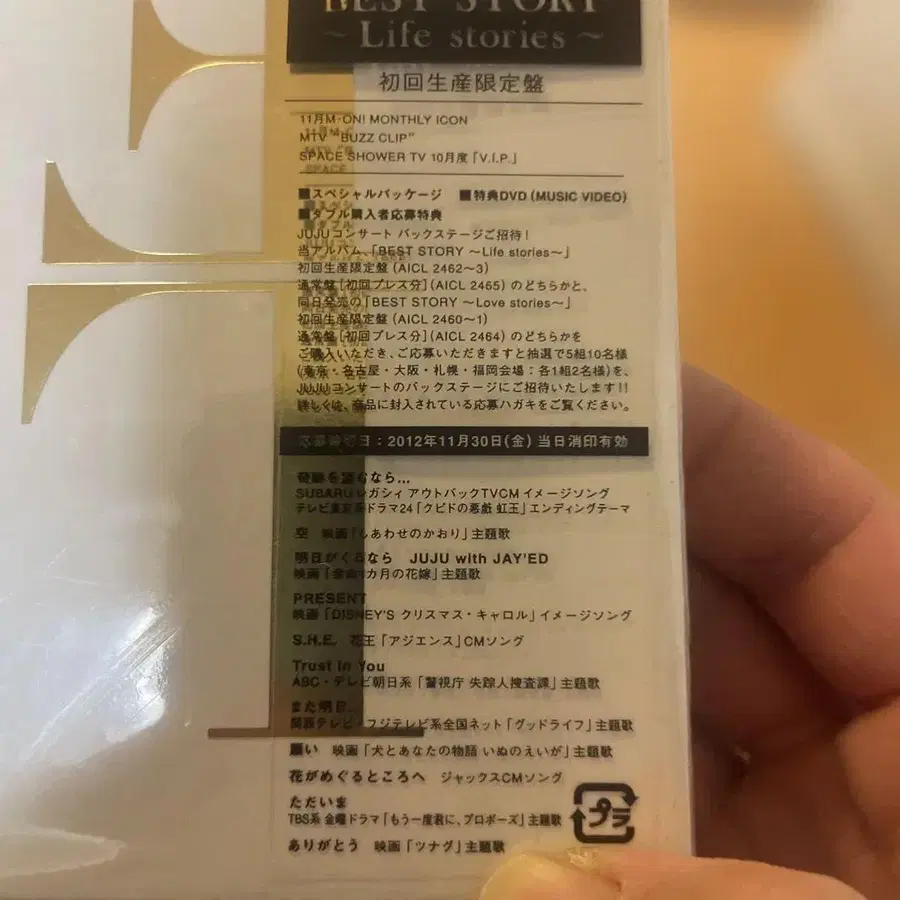 BEST STORY
～Life stories～
初回生産限定盤
11月M-ON! MONTHLY ICON
MTV "BUZZ CLIP"
SPACE SHOWER TV 10月度「V.I.P.」
■スペシャルパッケージ ■特典DVD（MUSIC VIDEO）
■ダブル購入者応募特典
JUJUコンサート バックステージご招待！
当アルバム、「BEST STORY ～Life stories～」
初回生産限定盤（AICL 2462～3）
通常盤［初回プレス分］（AICL 2465）のどちらかと、
同日発売の「BEST STORY ～Love stories～」
初回生産限定盤（AICL 2460～1）
通常盤［初回プレス分］（AICL 2464）のどちらかを
ご購入いただき、ご応募いただきますと抽選で5組10名様
（東京・名古屋・大阪・札幌・福岡会場：各1組2名様）を、
JUJUコンサートのバックステージにご招待いたします！！
詳しくは、商品に封入されている応募ハガキをご覧ください。
応募締切日：2012年11月30日(金) 当日消印有効
奇跡を望むなら...
SUBARU レガシィ アウトバックTVCM イメージソング
テレビ東京系ドラマ24「クピドの悪戯 虹玉」エンディングテーマ
空 映画「しあわせのかおり」主題歌
明日がくるなら JUJU with JAY'ED
映画「余命1カ月の花嫁」主題歌
PRESENT
映画「DISNEY'S クリスマス・キャロル」イメージソング
S.H.E. 花王「アジエンス」CMソング
Trust In You
ABC・テレビ朝日系「警視庁 失踪人捜査課」主題歌
また明日...
関西テレビ・フジテレビ系全国ネット「グッドライフ」主題歌
願い 映画「犬とあなたの物語 いぬのえいが」主題歌
花がめぐるところへ ジャックスCMソング
ただいま
TBS系 金曜ドラマ「もう一度君に、プロポーズ」主題歌
プラ
ありがとう 映画「ツナグ」主題歌